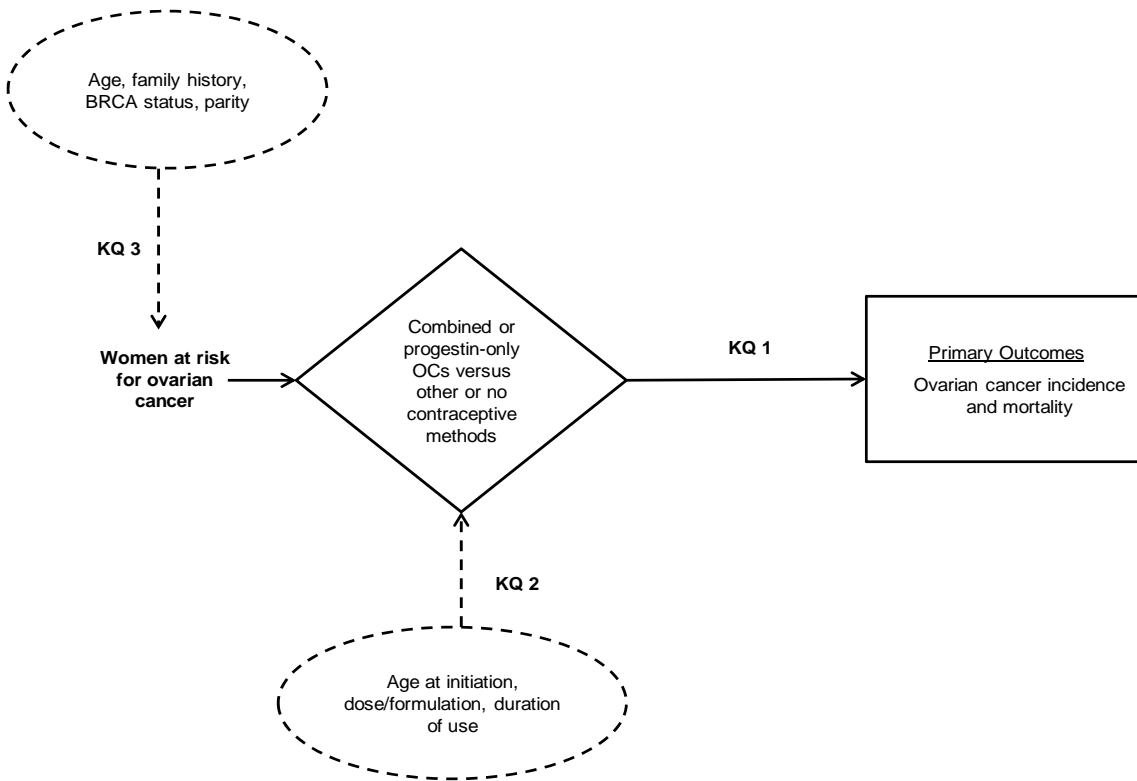 Age, family history,
BRCA status, parity
KQ 3
Women at risk
for ovarian
cancer
Combined or
progestin-only
OCs versus
other or no
contraceptive
methods
KQ 1
Primary Outcomes
Ovarian cancer incidence
and mortality
KQ 2
Age at initiation,
dose/formulation, duration
of use